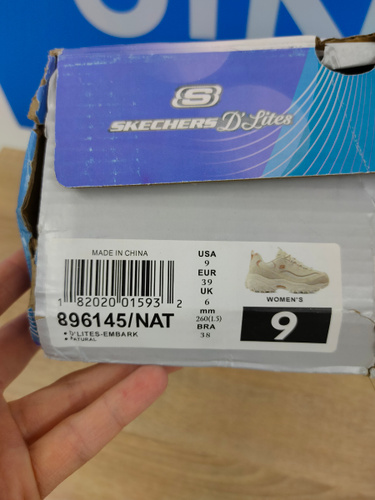 S
SKECHERS D'Lites
MADE IN CHINA
1 82020 01593 2
896145/NAT
LITES-EMBARK
USA
9
EUR
39
UK
6
mm
260(1.5)
BRA
38
WOMEN'S
9